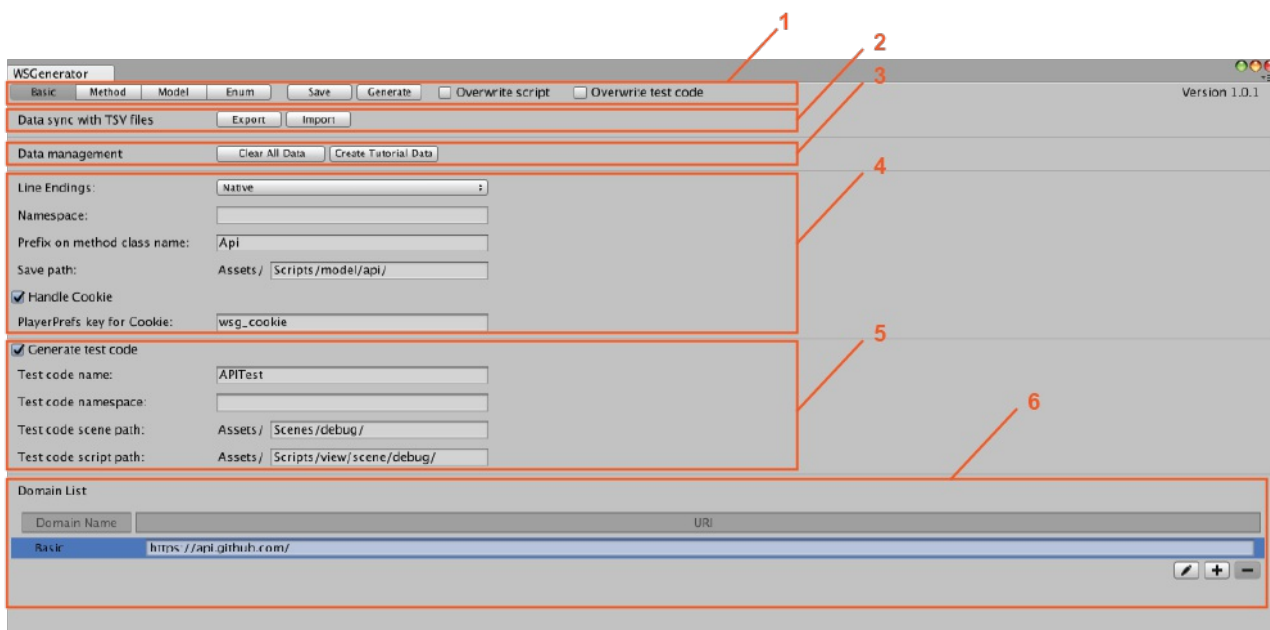 1
2
WSGenerator
3
Basic Method Model Enum Save Generate Overwrite script Overwrite test code Version 1.0.1
Data sync with TSV files Export Import
Data management Clear All Data Create Tutorial Data
4
Line Endings: Native
Namespace:
Prefix on method class name: Api
Save path: Assets/ Scripts/model/api/
Handle Cookie
PlayerPrefs key for Cookie: wsg_cookie
5
Generate test code
Test code name: APITest
Test code namespace:
6
Test code scene path: Assets/ Scenes/debug/
Test code script path: Assets/ Scripts/view/scene/debug/
Domain List
Domain Name URI
Basic https://api.github.com/